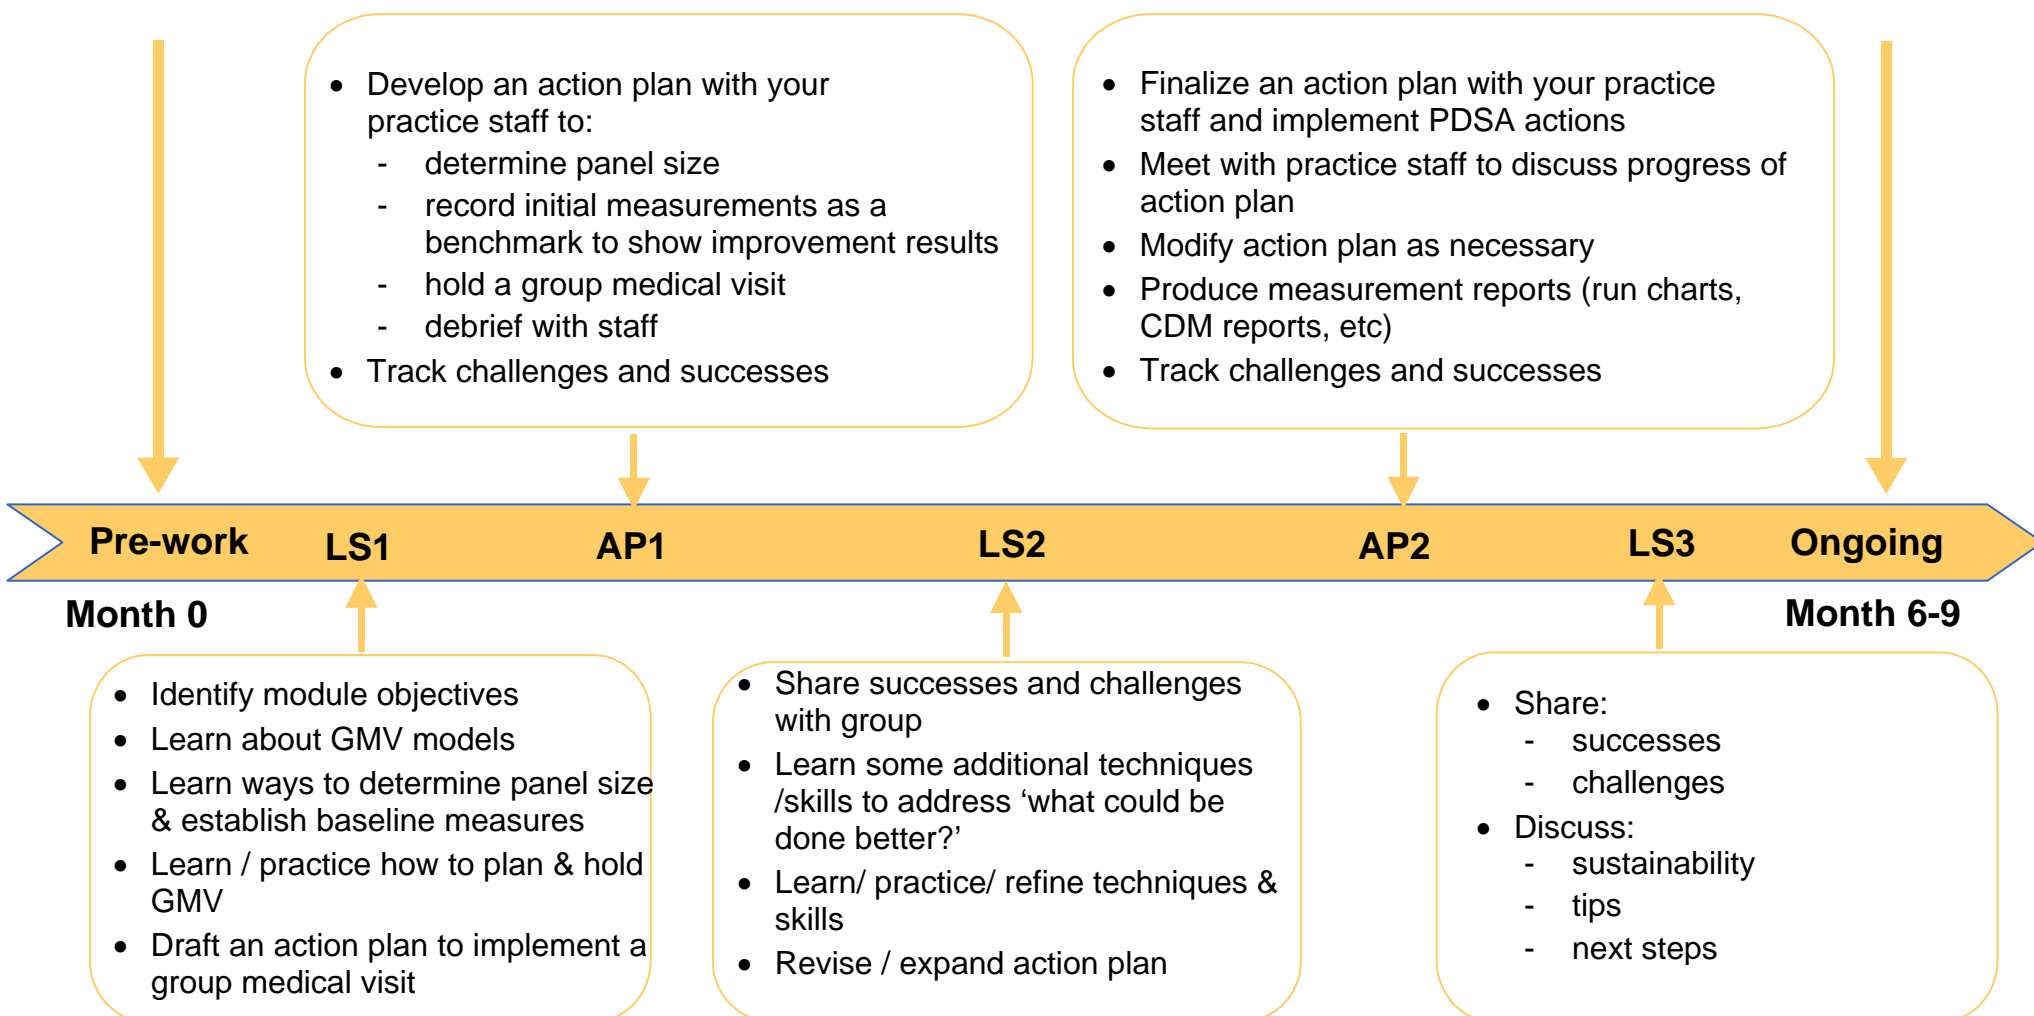 • Develop an action plan with your
practice staff to:
- determine panel size
- record initial measurements as a
benchmark to show improvement results
- hold a group medical visit
- debrief with staff
• Track challenges and successes
• Finalize an action plan with your practice
staff and implement PDSA actions
• Meet with practice staff to discuss progress of
action plan
• Modify action plan as necessary
• Produce measurement reports (run charts,
CDM reports, etc)
• Track challenges and successes
Pre-work LS1 AP1 LS2 AP2 LS3 Ongoing
Month 0
Month 6-9
• Identify module objectives
• Learn about GMV models
• Learn ways to determine panel size
& establish baseline measures
• Learn / practice how to plan & hold
GMV
• Draft an action plan to implement a
group medical visit
• Share successes and challenges
with group
• Learn some additional techniques
/skills to address ‘what could be
done better?’
• Learn/ practice/ refine techniques &
skills
• Revise / expand action plan
• Share:
- successes
- challenges
• Discuss:
- sustainability
- tips
- next steps